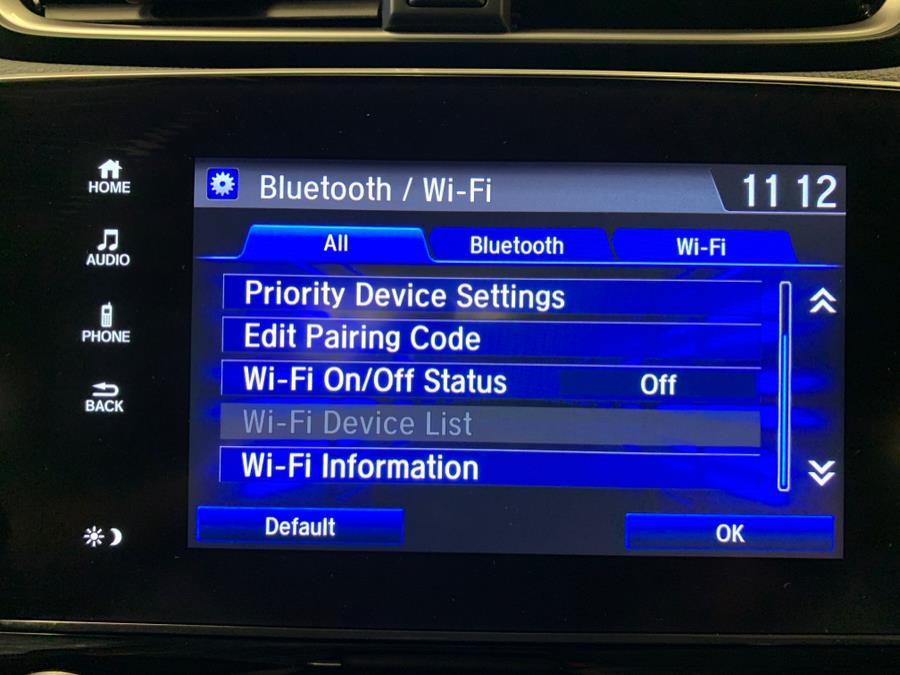 HOME
AUDIO
PHONE
BACK
Bluetooth / Wi-Fi
11 12
All Bluetooth Wi-Fi
Priority Device Settings
Edit Pairing Code
Wi-Fi On/Off Status Off
Wi-Fi Device List
Wi-Fi Information
Default OK